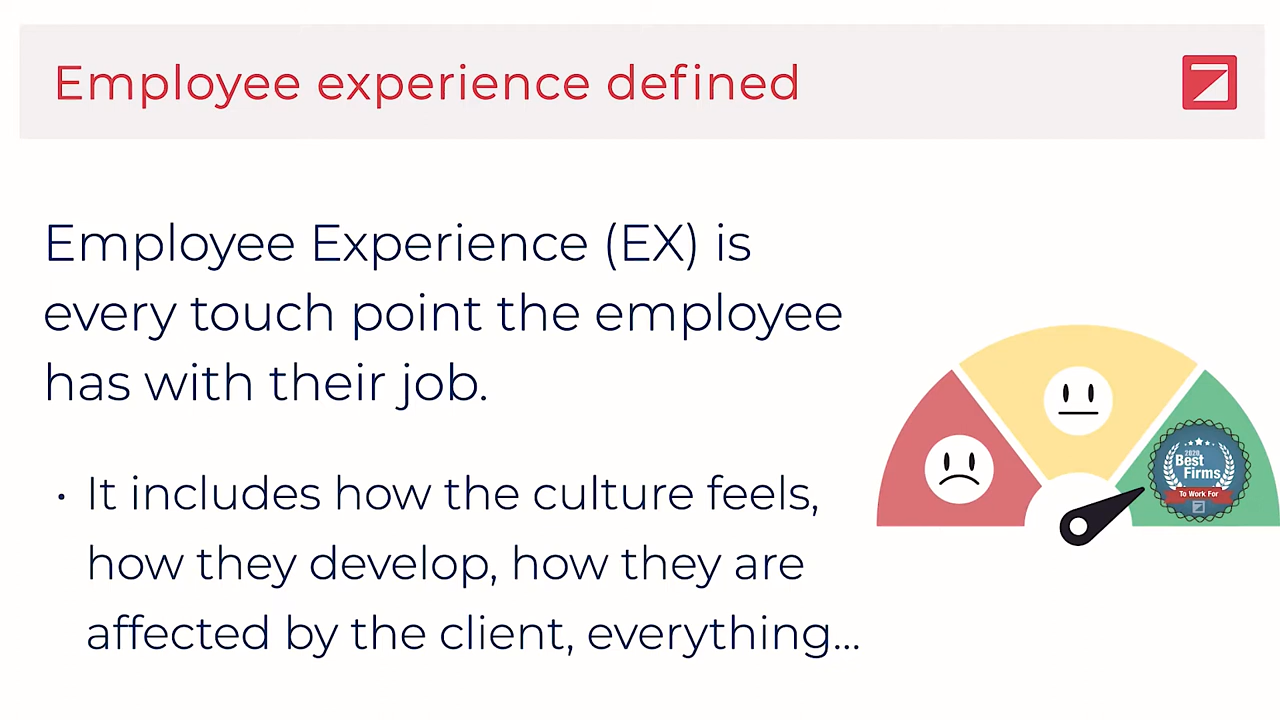 Employee experience defined
Employee Experience (EX) is
every touch point the employee
has with their job.
• It includes how the culture feels,
how they develop, how they are
affected by the client, everything...
2020
Best
Firms
To Work For